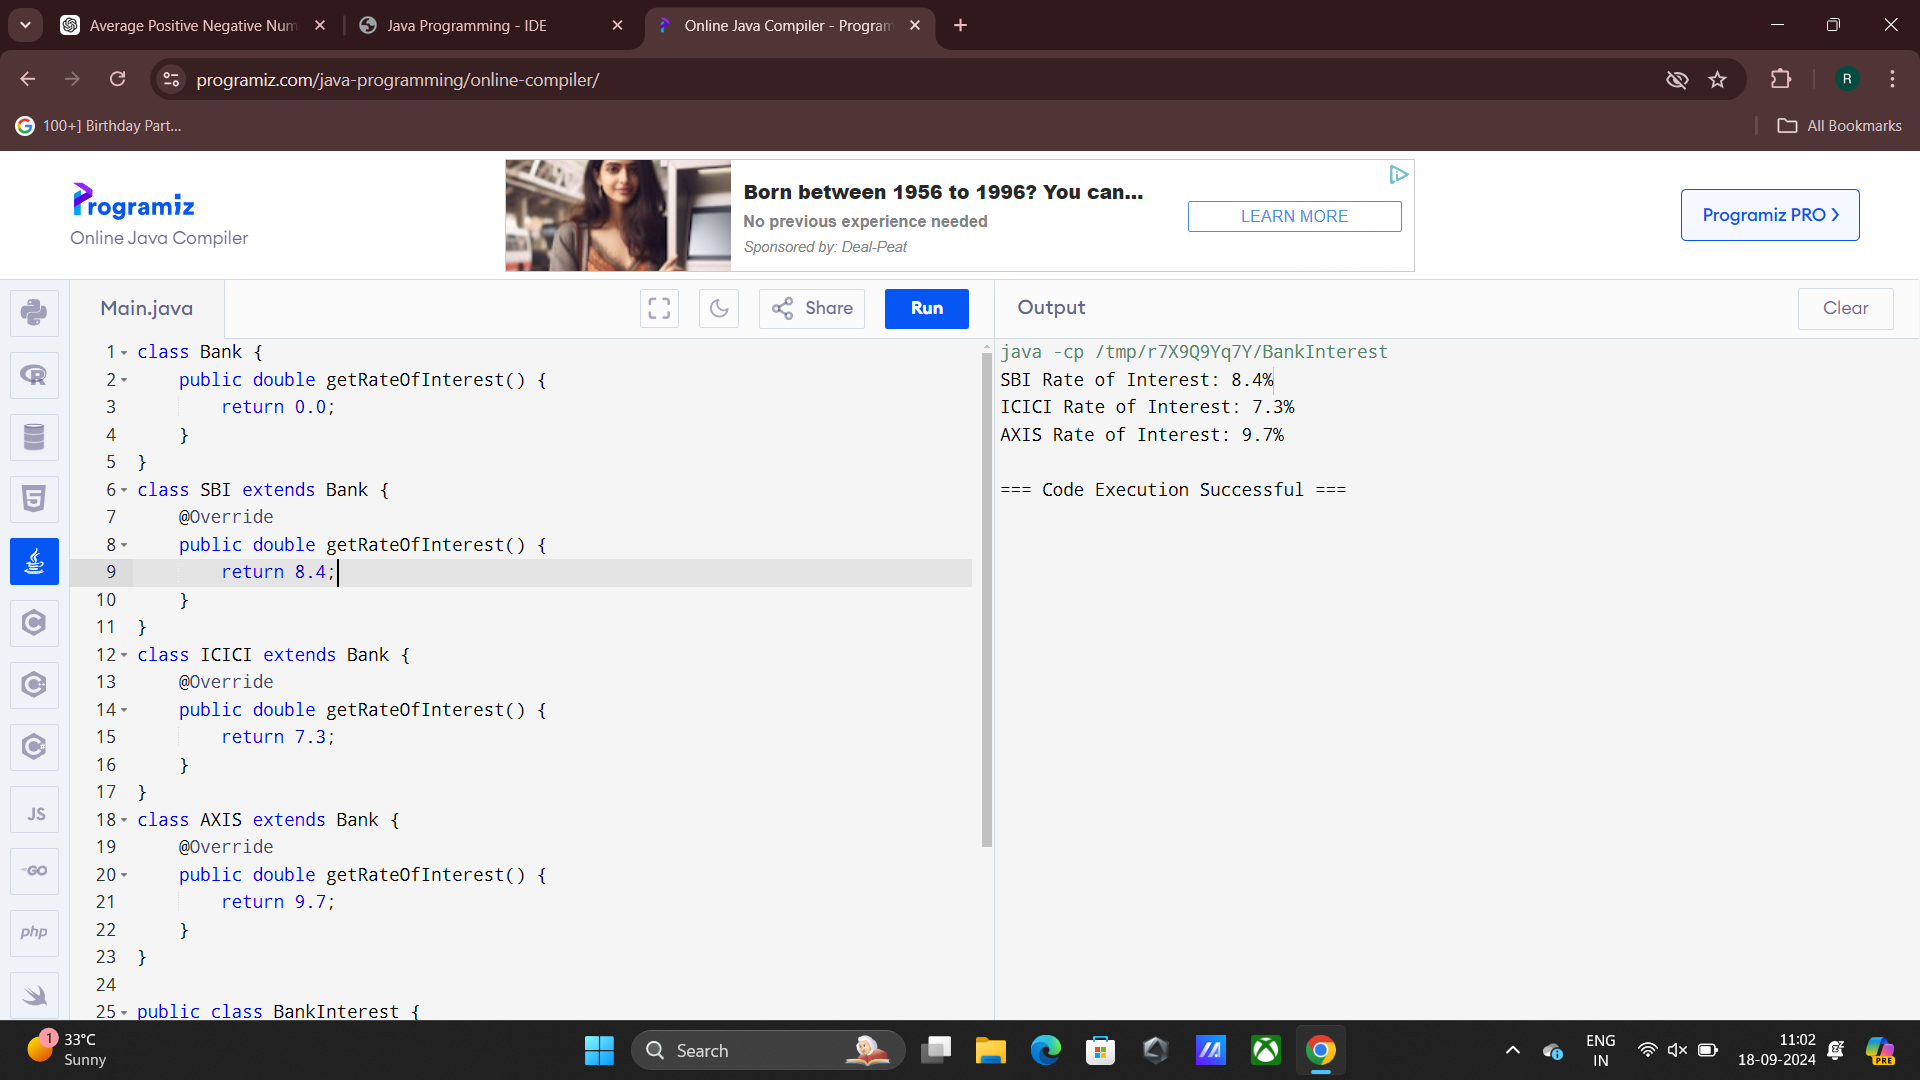 Average Positive Negative Num
Java Programming - IDE
Online Java Compiler - Program
programiz.com/java-programming/online-compiler/
R
100+] Birthday Part...
All Bookmarks
Programiz
Online Java Compiler
Born between 1956 to 1996? You can...
No previous experience needed
Sponsored by: Deal-Peat
LEARN MORE
Programiz PRO
Main.java
Share
Run
Output
Clear
1 class Bank {
2 public double getRateOfInterest() {
3 return 0.0;
4 }
5 }
6 class SBI extends Bank {
7 @Override
8 public double getRateOfInterest() {
9 return 8.4;
10 }
11 }
12 class ICICI extends Bank {
13 @Override
14 public double getRateOfInterest() {
15 return 7.3;
16 }
17 }
18 class AXIS extends Bank {
19 @Override
20 public double getRateOfInterest() {
21 return 9.7;
22 }
23 }
24
25 public class BankInterest {
java -cp /tmp/r7X9Q9Yq7Y/BankInterest
SBI Rate of Interest: 8.4%
ICICI Rate of Interest: 7.3%
AXIS Rate of Interest: 9.7%
=== Code Execution Successful ===
R
5
C
C
C
JS
GO
php
1
33°C
Sunny
Search
ENG
IN
11:02
18-09-2024
PRE